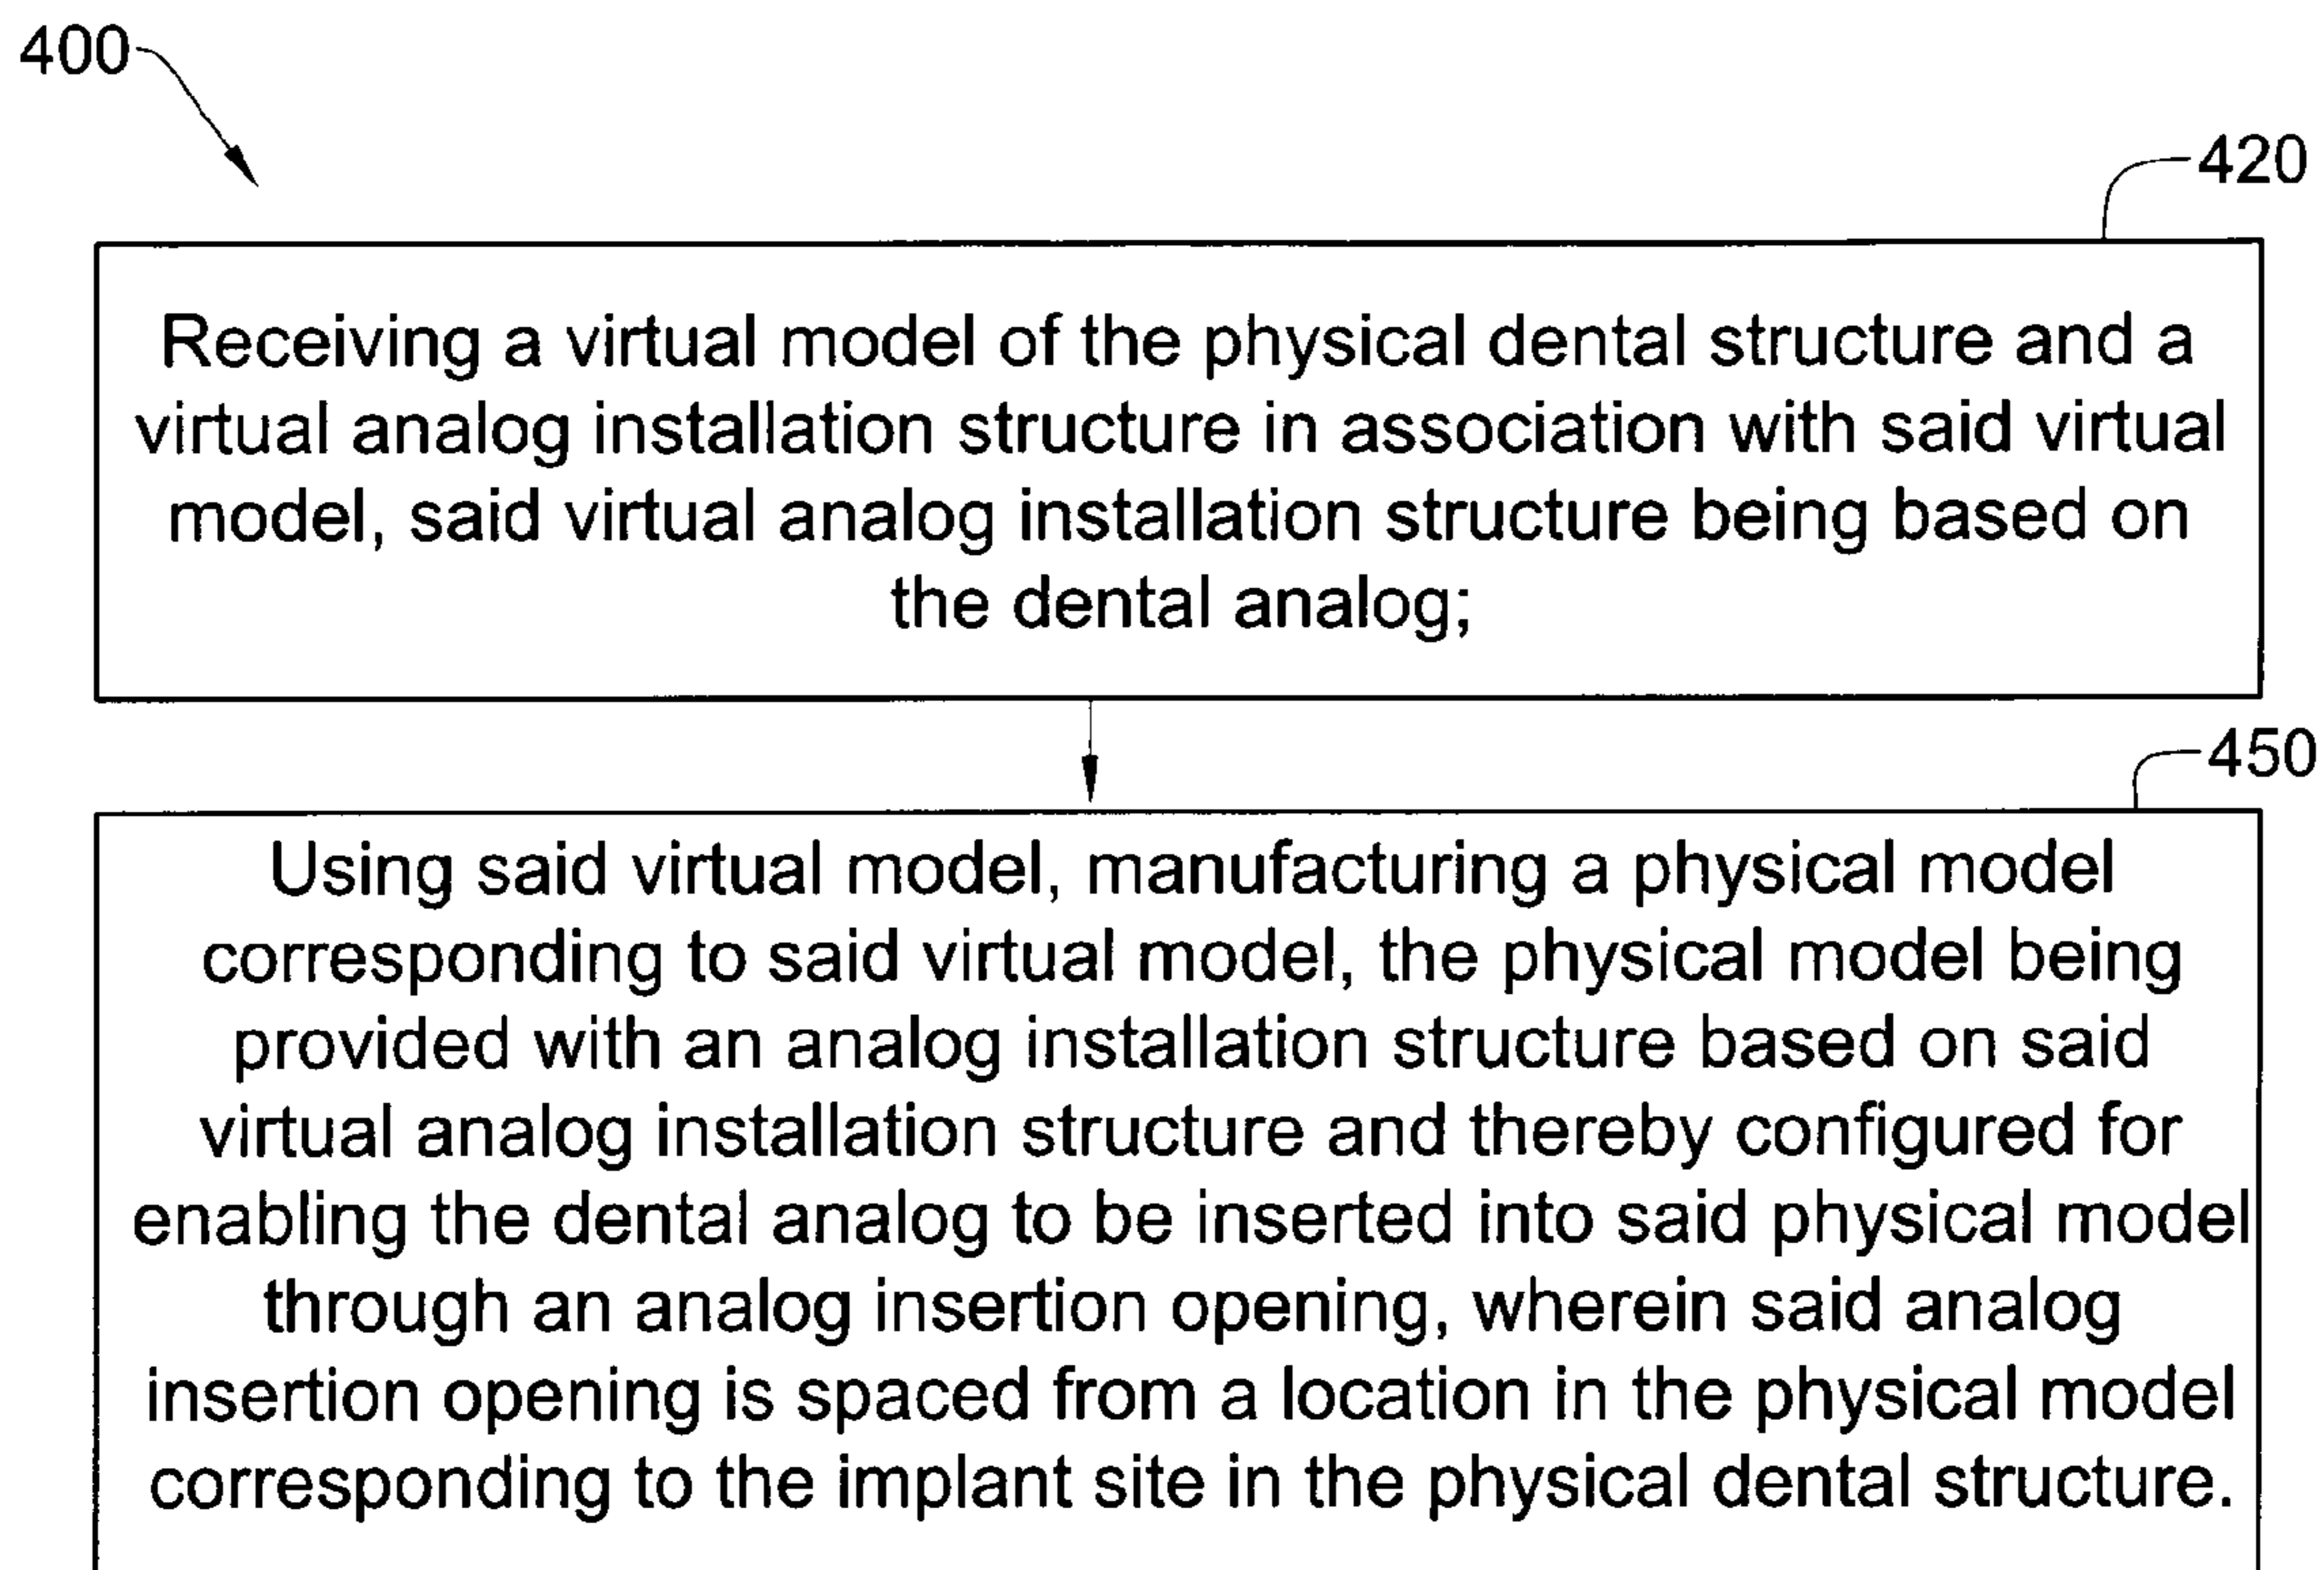 400
420
Receiving a virtual model of the physical dental structure and a
virtual analog installation structure in association with said virtual
model, said virtual analog installation structure being based on
the dental analog;
450
Using said virtual model, manufacturing a physical model
corresponding to said virtual model, the physical model being
provided with an analog installation structure based on said
virtual analog installation structure and thereby configured for
enabling the dental analog to be inserted into said physical model
through an analog insertion opening, wherein said analog
insertion opening is spaced from a location in the physical model
corresponding to the implant site in the physical dental structure.